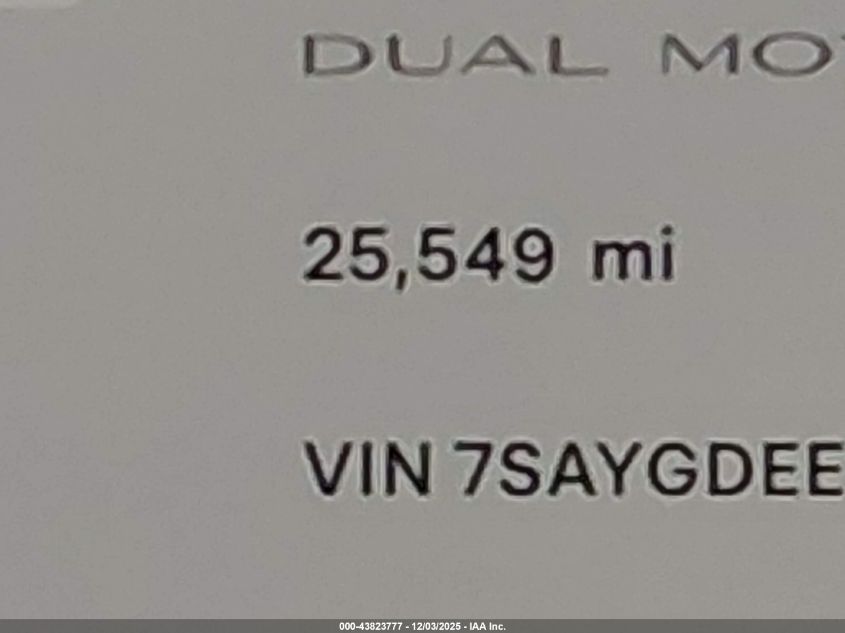 DUAL MO
25,549 mi
VIN 7SAYGDEE
000-43823777 - 12/03/2025 - IAA Inc.